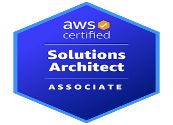 aws
certified
Solutions
Architect
ASSOCIATE